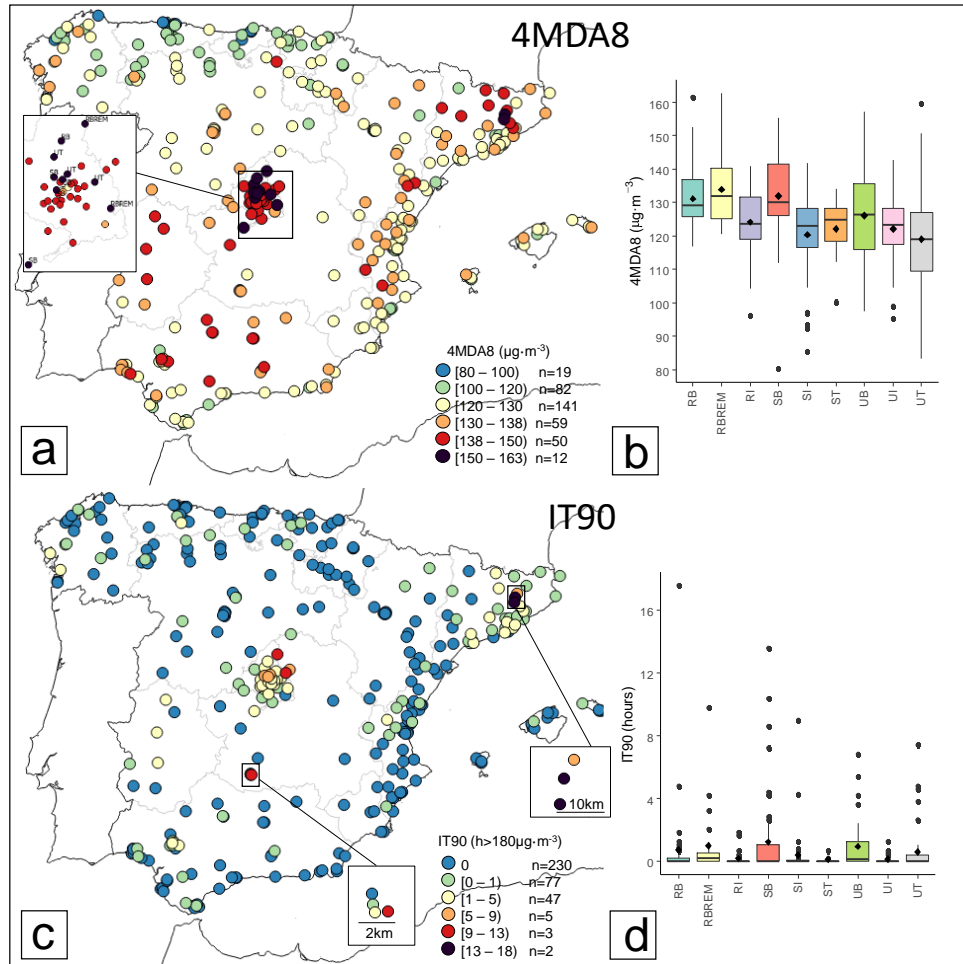 4MDA8
RBREM
RB
UT
SB
UT
UT
RBREM
SB
4MDA8 (µg·m⁻³)
[80 – 100) n=19
[100 – 120) n=82
[120 – 130 n=141
[130 – 138) n=59
[138 – 150) n=50
[150 – 163) n=12
a
4MDA8 (µg·m⁻³)
160
150
140
130
120
110
100
90
80
RB
RBREM
RI
SB
SI
ST
UB
UI
UT
b
IT90
10km
2km
IT90 (h>180µg·m⁻³)
0 n=230
[0 – 1) n=77
[1 – 5) n=47
[5 – 9) n=5
[9 – 13) n=3
[13 – 18) n=2
c
IT90 (hours)
16
12
8
4
0
RB
RBREM
RI
SB
SI
ST
UB
UI
UT
d